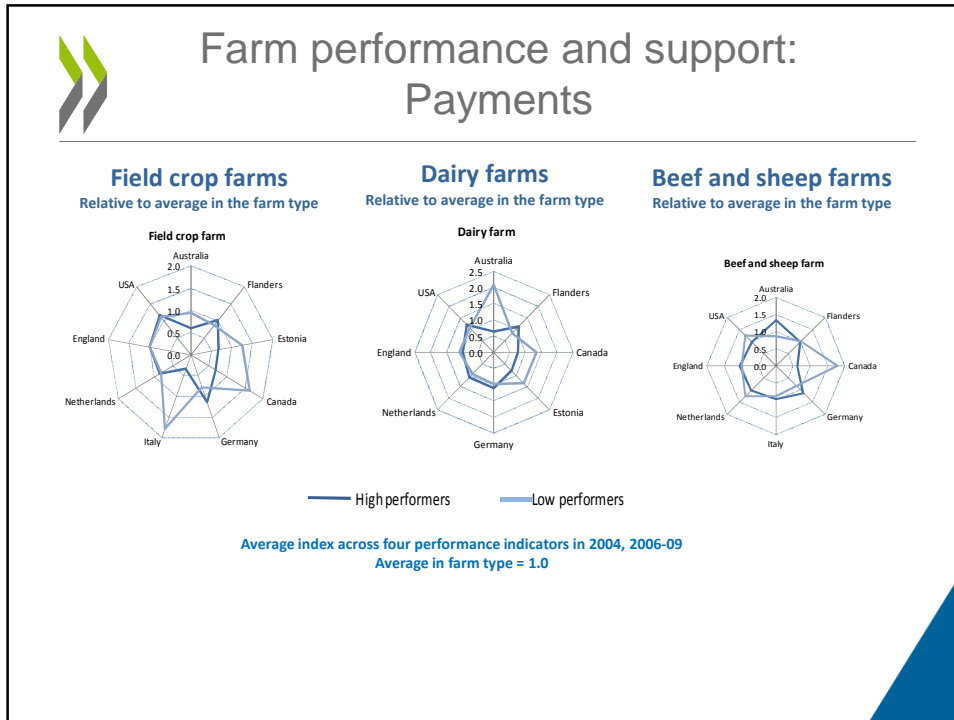 Farm performance and support:
Payments
Field crop farms
Relative to average in the farm type
Dairy farms
Relative to average in the farm type
Beef and sheep farms
Relative to average in the farm type
Field crop farm
Australia
Flanders
Estonia
Canada
Germany
Italy
Netherlands
England
USA
2.0
1.5
1.0
0.5
0.0
Dairy farm
Australia
Flanders
Canada
Estonia
Germany
Netherlands
England
USA
2.5
2.0
1.5
1.0
0.5
0.0
Beef and sheep farm
Australia
Flanders
Canada
Germany
Italy
Netherlands
England
USA
2.0
1.5
1.0
0.5
0.0
High performers
Low performers
Average index across four performance indicators in 2004, 2006-09
Average in farm type = 1.0